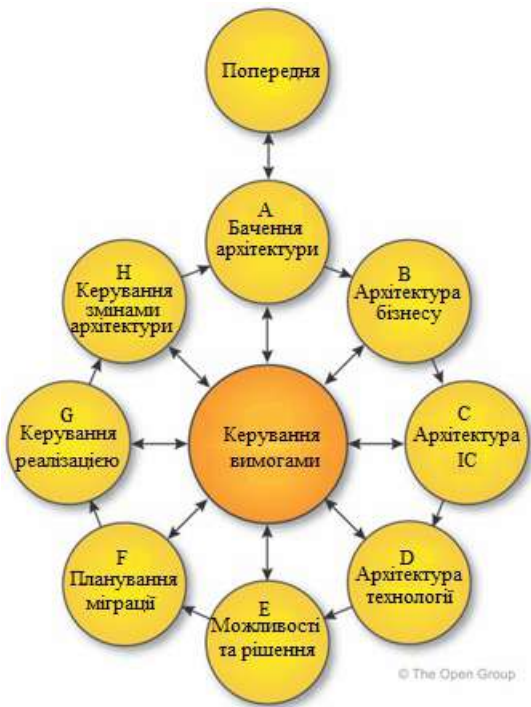 Попередня
A
Бачення
архітектури
B
Архітектура
бізнесу
C
Архітектура
ІС
D
Архітектура
технології
E
Можливості
та рішення
F
Планування
міграції
G
Керування
реалізацією
H
Керування
змінами
архітектури
Керування
вимогами
© The Open Group